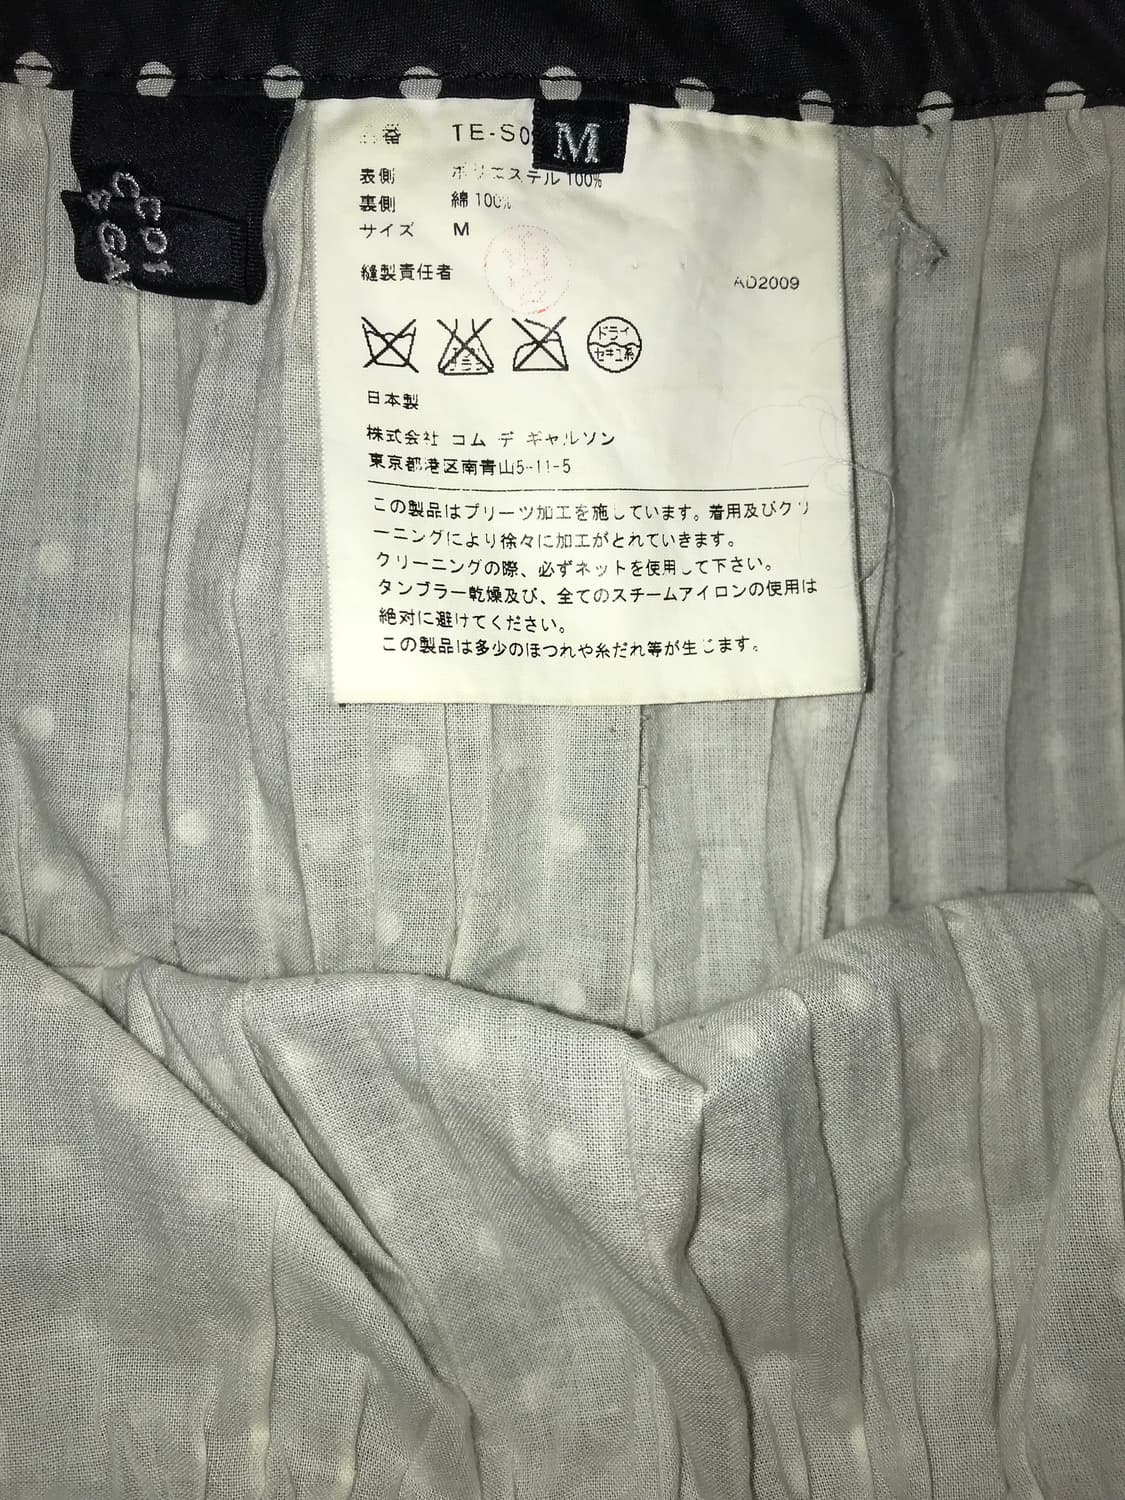 M
品番 TE-S0
表側 ポリエステル 100%
裏側 綿 100%
サイズ M
縫製責任者
AD2009
ドライ
セキユ系
日本製
株式会社 コム デ ギャルソン
東京都港区南青山5-11-5
この製品はプリーツ加工を施しています。着用及びクリ
ーニングにより徐々に加工がとれていきます。
クリーニングの際、必ずネットを使用して下さい。
タンブラー乾燥及び、全てのスチームアイロンの使用は
絶対に避けてください。
この製品は多少のほつれや糸だれ等が生じます。